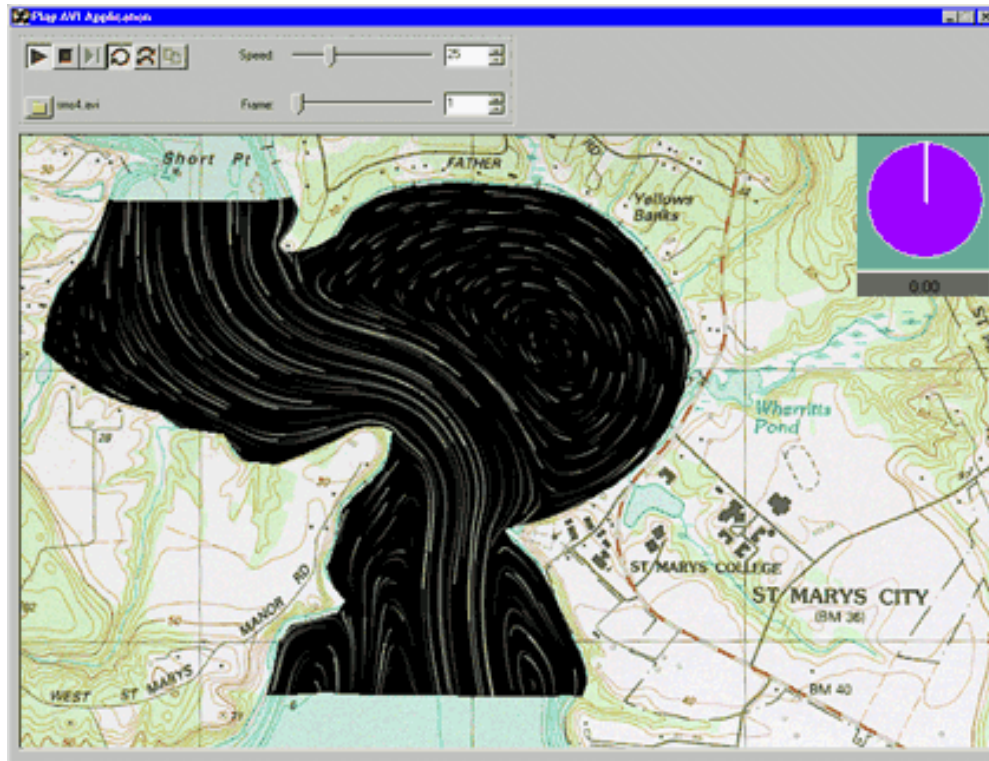 Play AVI Application
Speed:
25
sms4.avi
Frame:
1
Short Pt
FATHER
RD
Yellows
Banks
0.00
Wherritts
Pond
28
ST MARYS COLLEGE
ST MARYS CITY
(BM 36)
MANOR RD
WEST ST MARYS
BM 40